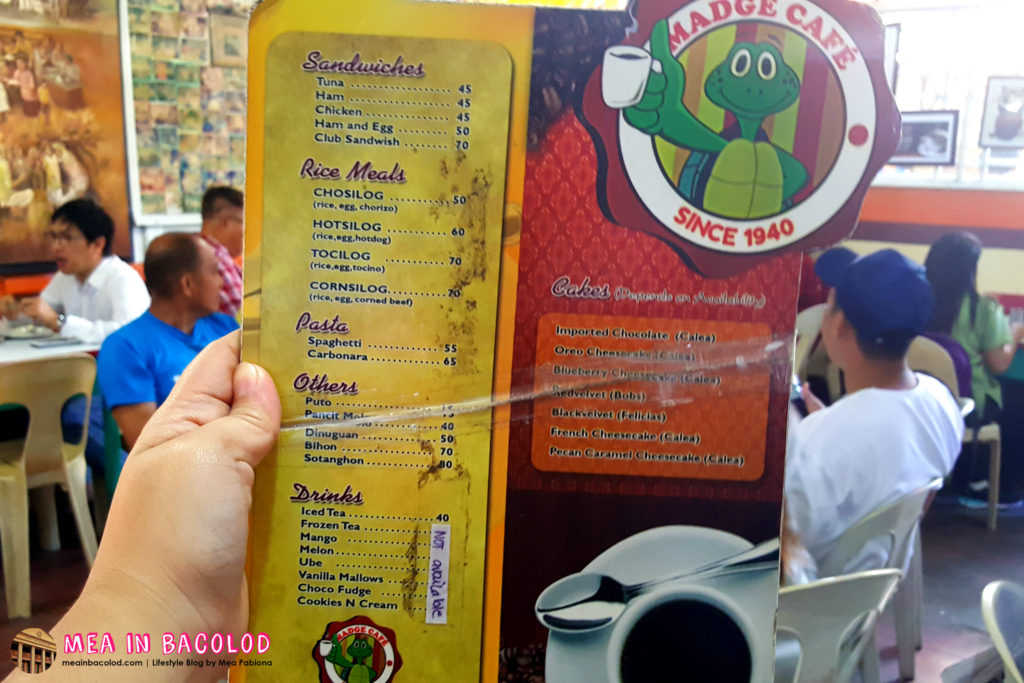 MADGE CAFÉ
SINCE 1940
Sandwiches
Tuna 45
Ham 45
Chicken 45
Ham and Egg 50
Club Sandwish 70
Rice Meals
CHOSILOG 50
(rice, egg, chorizo)
HOTSILOG 60
(rice,egg,hotdog)
TOCILOG 70
(rice,egg,tocino)
CORNSILOG 70
(rice, egg, corned beef)
Pasta
Spaghetti 55
Carbonara 65
Others
Puto
Pancit Molo 40
Dinuguan 50
Bihon 70
Sotanghon 80
Drinks
Iced Tea 40
Frozen Tea
Mango
Melon
Ube
Vanilla Mallows
Choco Fudge
Cookies N Cream
NOT available
MADGE CAFÉ
Cakes (Depends on Availability)
Imported Chocolate (Calea)
Oreo Cheesecake (Calea)
Blueberry Cheesecake (Calea)
Redvelvet (Bobs)
Blackvelvet (Felicias)
French Cheesecake (Calea)
Pecan Caramel Cheesecake (Calea)
MEA IN BACOLOD
meainbacolod.com | Lifestyle Blog by Mea Pabiona